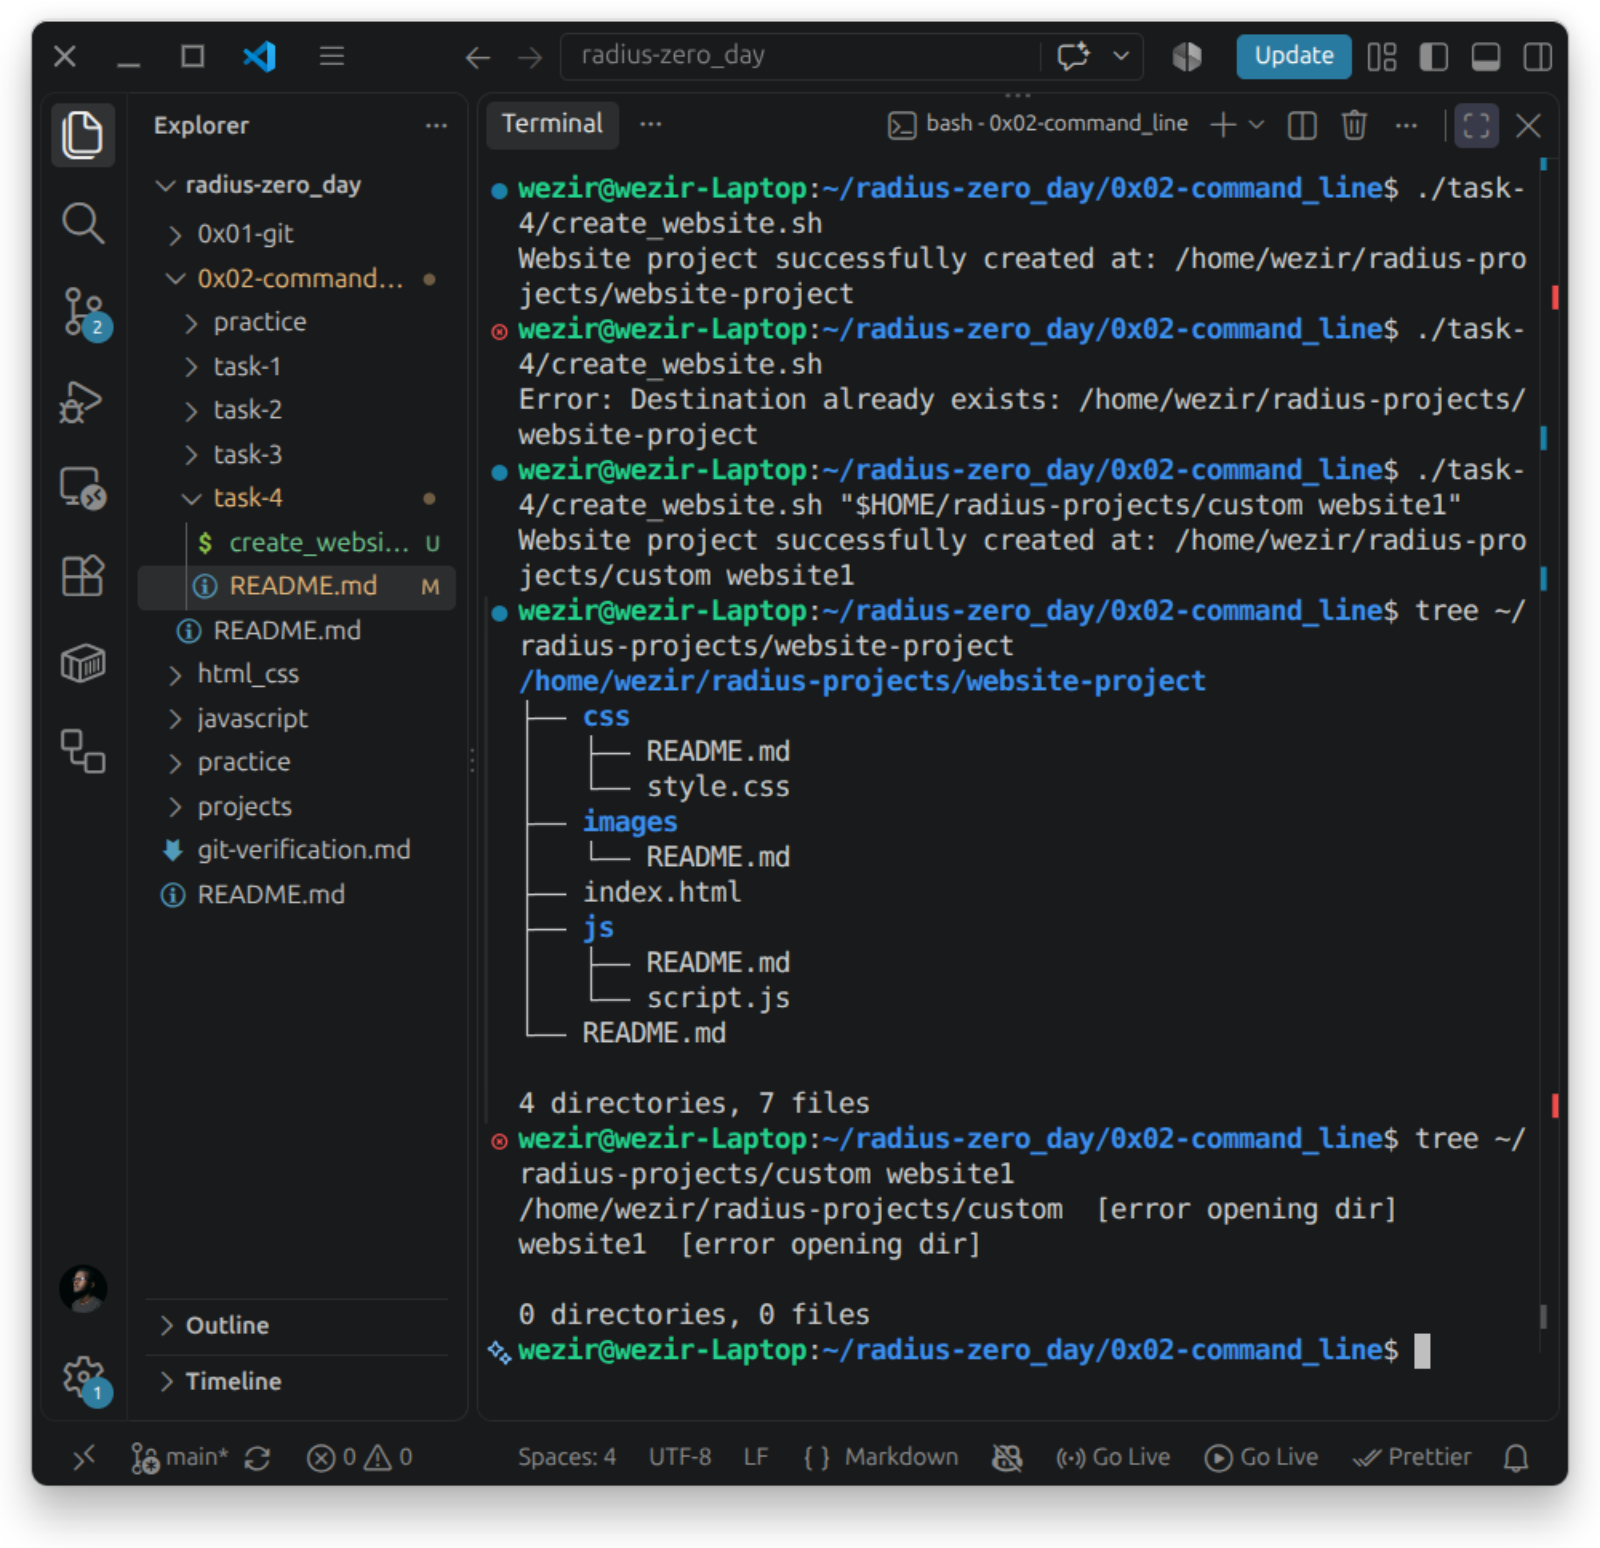 radius-zero_day
Update
Explorer
Terminal
bash - 0x02-command_line
radius-zero_day
0x01-git
0x02-command...
practice
task-1
task-2
task-3
task-4
$ create_websi... U
README.md M
README.md
html_css
javascript
practice
projects
git-verification.md
README.md
Outline
Timeline
2
1
wezir@wezir-Laptop:~/radius-zero_day/0x02-command_line$ ./task-
4/create_website.sh
Website project successfully created at: /home/wezir/radius-pro
jects/website-project
wezir@wezir-Laptop:~/radius-zero_day/0x02-command_line$ ./task-
4/create_website.sh
Error: Destination already exists: /home/wezir/radius-projects/
website-project
wezir@wezir-Laptop:~/radius-zero_day/0x02-command_line$ ./task-
4/create_website.sh "$HOME/radius-projects/custom website1"
Website project successfully created at: /home/wezir/radius-pro
jects/custom website1
wezir@wezir-Laptop:~/radius-zero_day/0x02-command_line$ tree ~/
radius-projects/website-project
/home/wezir/radius-projects/website-project
├── css
│   ├── README.md
│   └── style.css
├── images
│   └── README.md
├── index.html
├── js
│   ├── README.md
│   └── script.js
└── README.md
4 directories, 7 files
wezir@wezir-Laptop:~/radius-zero_day/0x02-command_line$ tree ~/
radius-projects/custom website1
/home/wezir/radius-projects/custom  [error opening dir]
website1  [error opening dir]
0 directories, 0 files
wezir@wezir-Laptop:~/radius-zero_day/0x02-command_line$
main* 0 0 Spaces: 4 UTF-8 LF { } Markdown Go Live Go Live Prettier